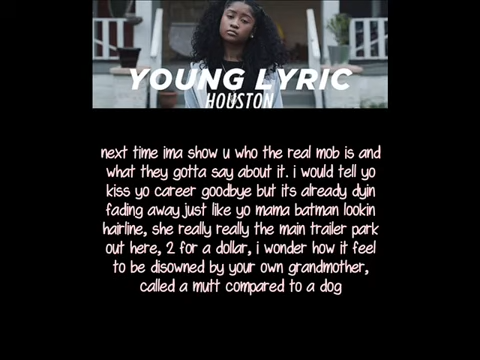 YOUNG LYRIC
HOUSTON
next time ima show u who the real mob is and
what they gotta say about it. i would tell yo
kiss yo career goodbye but its already dyin
fading away just like yo mama batman lookin
hairline, she really really the main trailer park
out here, 2 for a dollar, i wonder how it feel
to be disowned by your own grandmother,
called a mutt compared to a dog